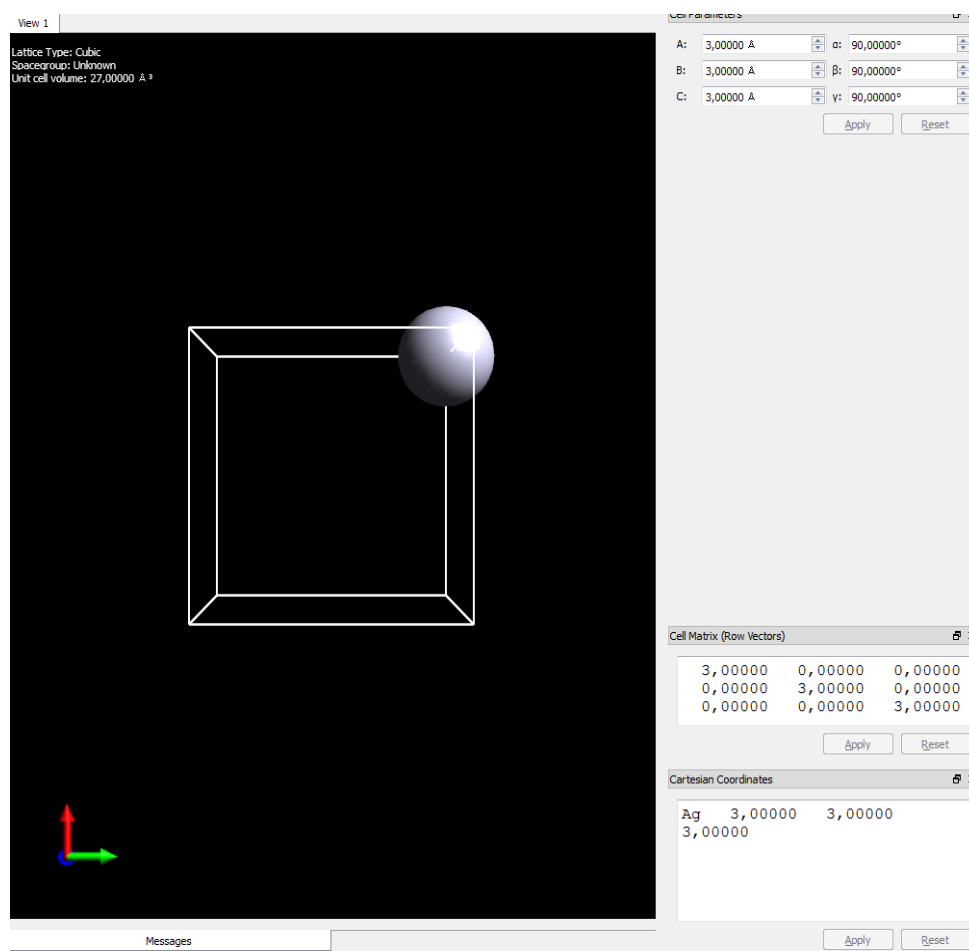 View 1
Cell Parameters
Lattice Type: Cubic
Spacegroup: Unknown
Unit cell volume: 27,00000 Å³
A: 3,00000 Å α: 90,00000°
B: 3,00000 Å β: 90,00000°
C: 3,00000 Å γ: 90,00000°
Apply Reset
Cell Matrix (Row Vectors)
3,00000 0,00000 0,00000
0,00000 3,00000 0,00000
0,00000 0,00000 3,00000
Apply Reset
Cartesian Coordinates
Ag 3,00000 3,00000
3,00000
Apply Reset
Messages